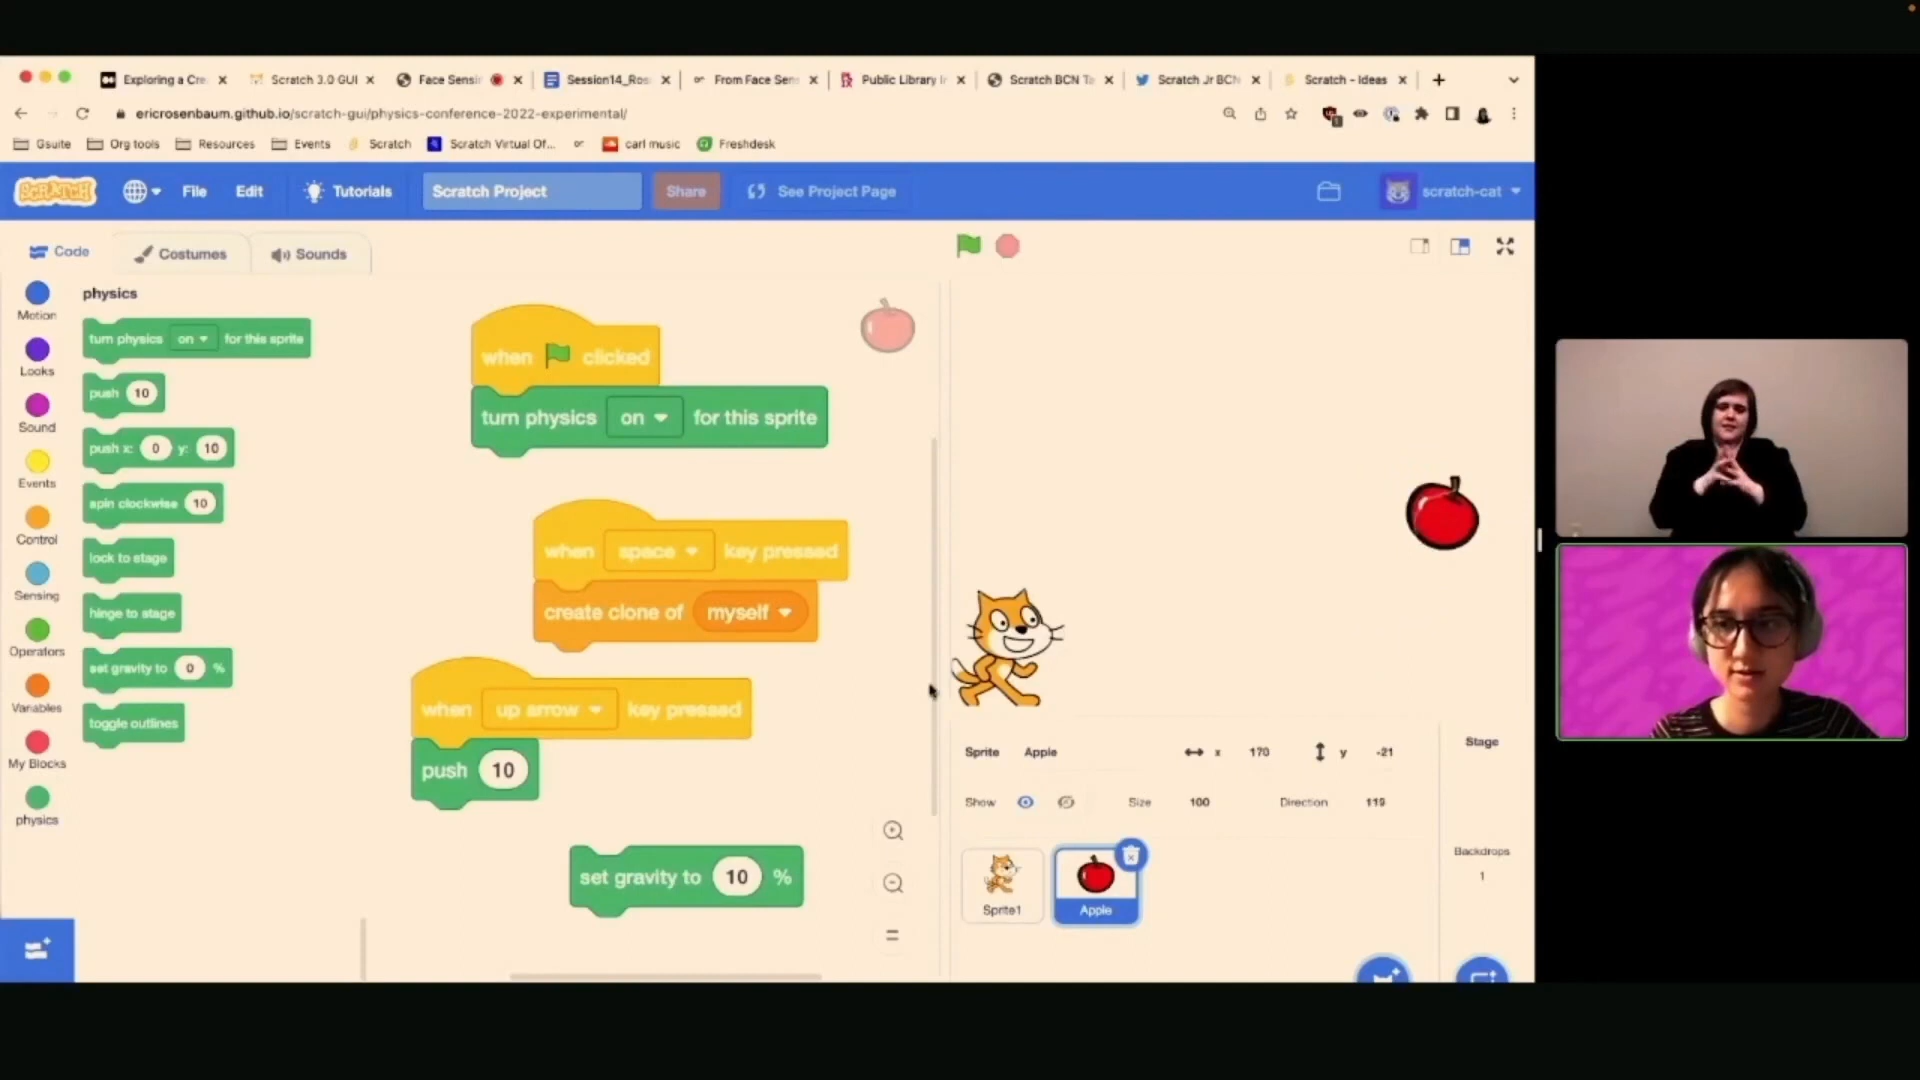 Exploring a Cre
Scratch 3.0 GUI
Face Sensi
Session14_Ros
From Face Sens
Public Library Ir
Scratch BCN Ta
Scratch Jr BCN
Scratch - Ideas
ericrosenbaum.github.io/scratch-gui/physics-conference-2022-experimental/
Gsuite
Org tools
Resources
Events
Scratch
Scratch Virtual Of...
carl music
Freshdesk
SCRATCH
File
Edit
Tutorials
Scratch Project
Share
See Project Page
scratch-cat
Code
Costumes
Sounds
Motion
Looks
Sound
Events
Control
Sensing
Operators
Variables
My Blocks
physics
physics
turn physics on for this sprite
push 10
push x: 0 y: 10
spin clockwise 10
lock to stage
hinge to stage
set gravity to 0 %
toggle outlines
when clicked
turn physics on for this sprite
when space key pressed
create clone of myself
when up arrow key pressed
push 10
set gravity to 10 %
Sprite Apple x 170 y -21
Show Size 100 Direction 119
Sprite1
Apple
Stage
Backdrops
1